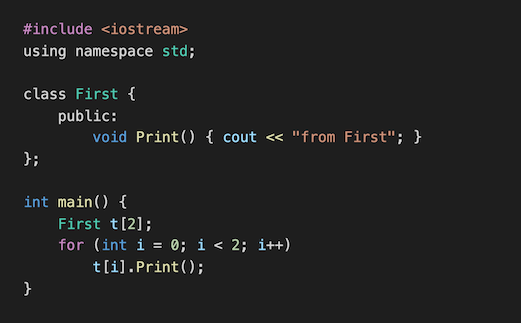 #include <iostream>
using namespace std;

class First {
    public:
        void Print() { cout << "from First"; }
};

int main() {
    First t[2];
    for (int i = 0; i < 2; i++)
        t[i].Print();
}